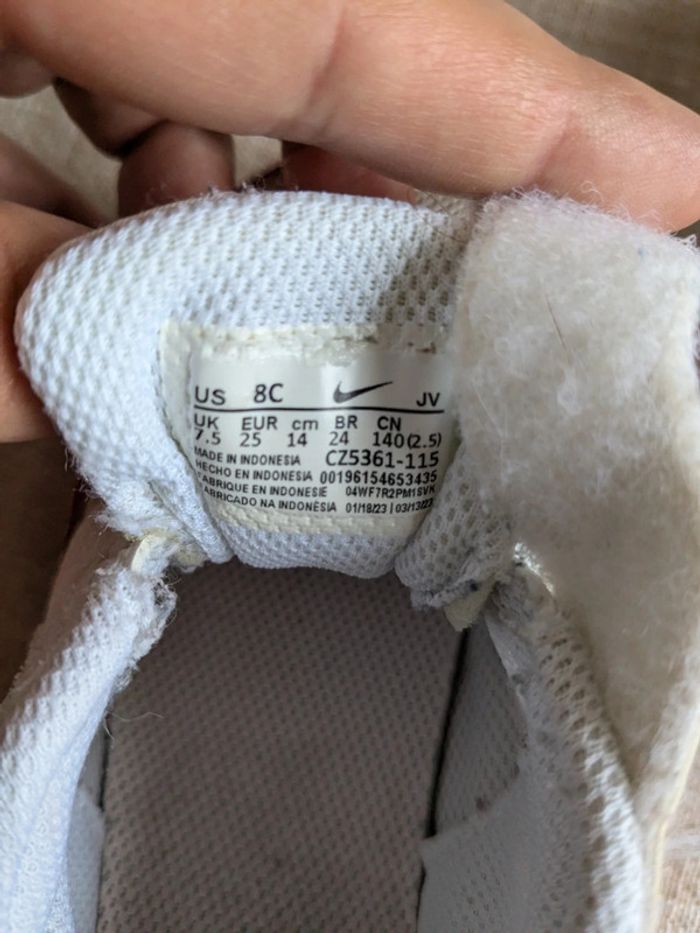 US 8C JV
UK EUR cm BR CN
7.5 25 14 24 140(2.5)
MADE IN INDONESIA CZ5361-115
HECHO EN INDONESIA 00196154653435
FABRIQUE EN INDONESIE 04WF7R2PM1SVK
FABRICADO NA INDONÉSIA 01/18/23 | 03/13/23